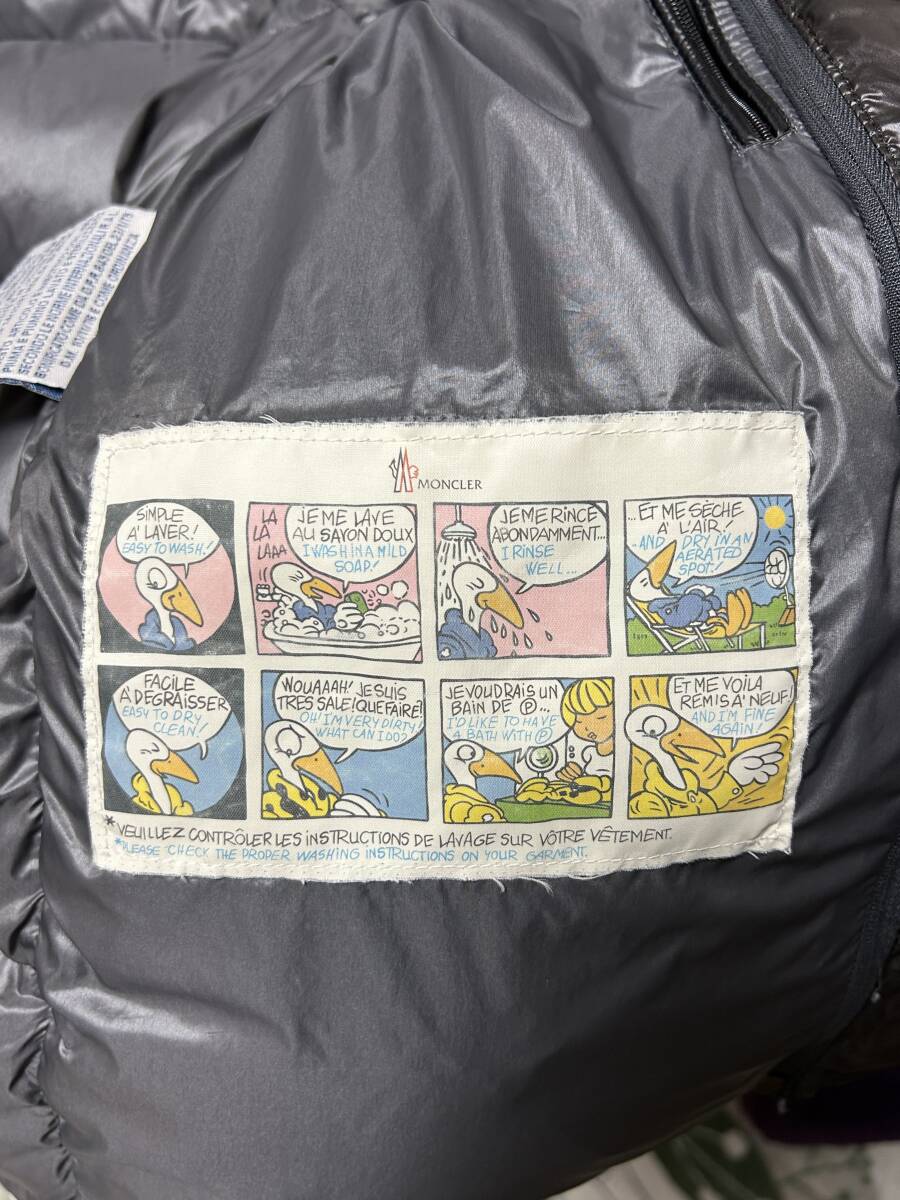 MONCLER
SIMPLE
A' LAVER!
EASY TO WASH!
LA
LA
LAAA
JE ME LAVE
AU SAVON DOUX
I WASH IN A MILD
SOAP!
JE ME RINCE
ABONDAMMENT...
I RINSE
WELL...
...ET ME SÈCHE
A' L'AIR!
..AND DRY IN AN
AERATED
SPOT!
FACILE
A' DEGRAISSER
EASY TO DRY
CLEAN!
WOUAAAH! JE SUIS
TRES SALE! QUE FAIRE?
OH! I'M VERY DIRTY!
WHAT CAN I DO?
JE VOUDRAIS UN
BAIN DE Ⓟ...
I'D LIKE TO HAVE
A BATH WITH Ⓟ
ET ME VOILA
REMIS A' NEUF!
AND I'M FINE
AGAIN!
*VEUILLEZ CONTRÔLER LES INSTRUCTIONS DE LAVAGE SUR VÔTRE VÊTEMENT.
*PLEASE CHECK THE PROPER WASHING INSTRUCTIONS ON YOUR GARMENT.